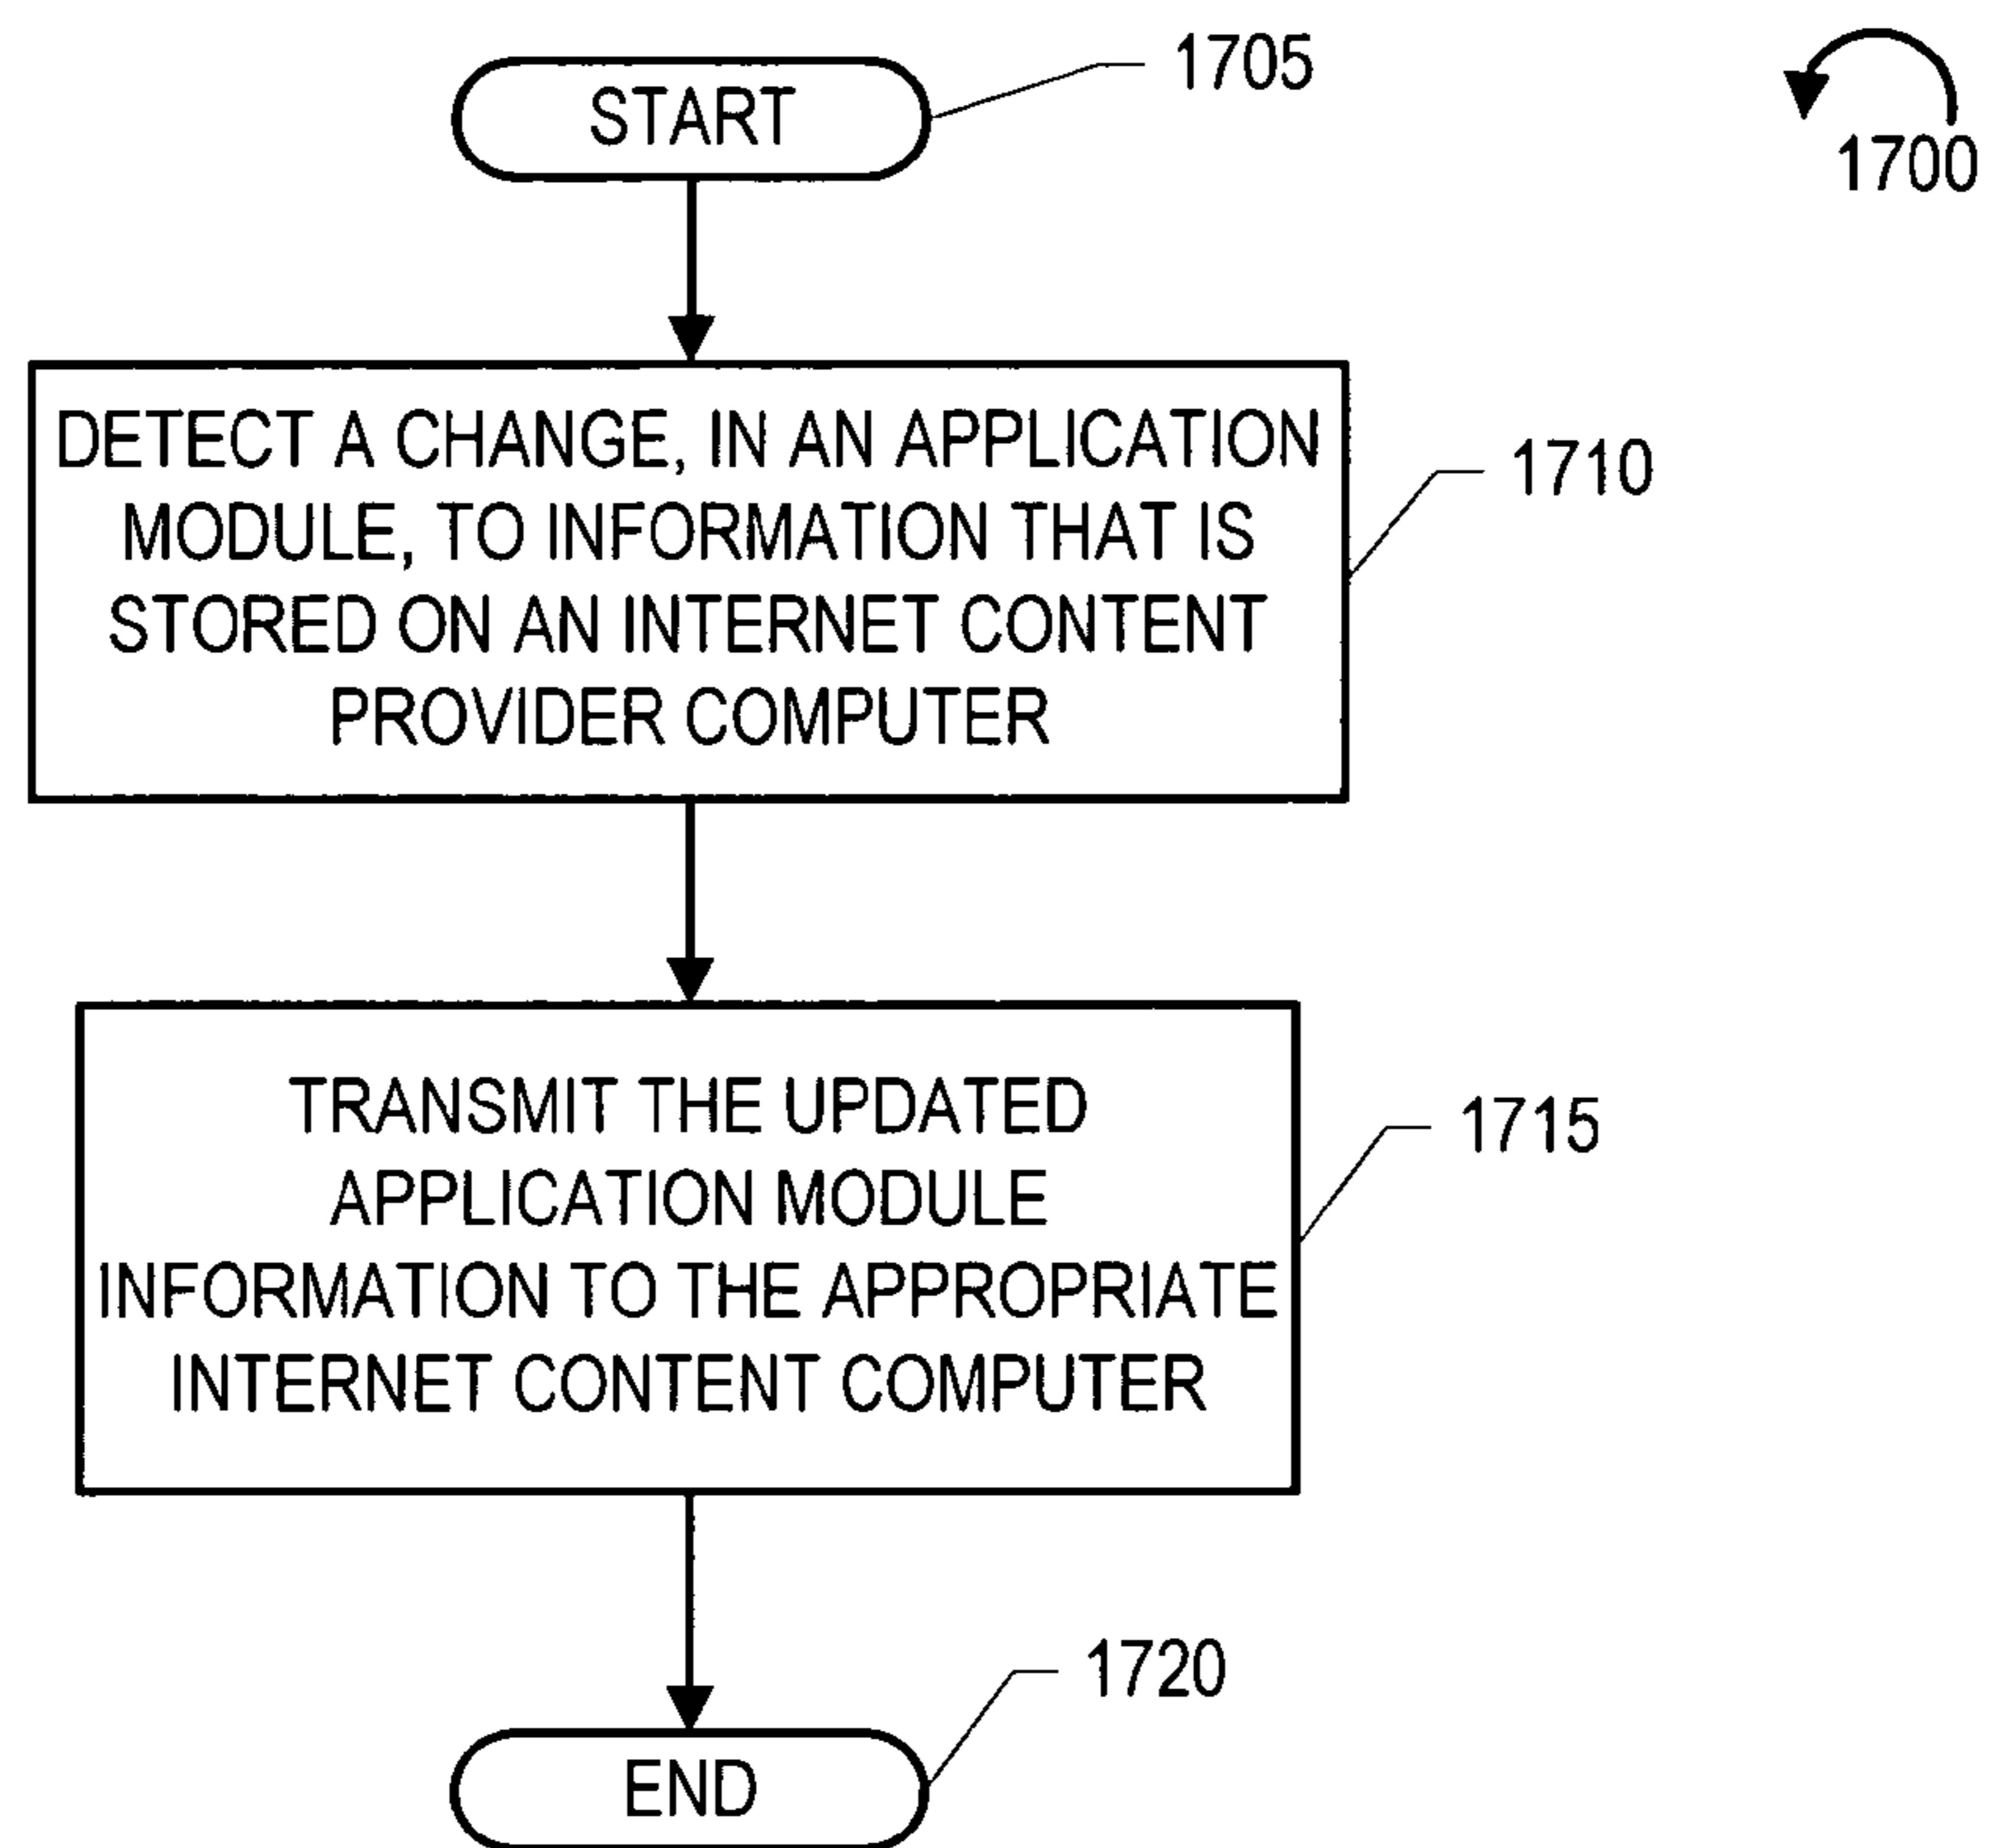 START
1705
1700
DETECT A CHANGE, IN AN APPLICATION
MODULE, TO INFORMATION THAT IS
STORED ON AN INTERNET CONTENT
PROVIDER COMPUTER
1710
TRANSMIT THE UPDATED
APPLICATION MODULE
INFORMATION TO THE APPROPRIATE
INTERNET CONTENT COMPUTER
1715
END
1720